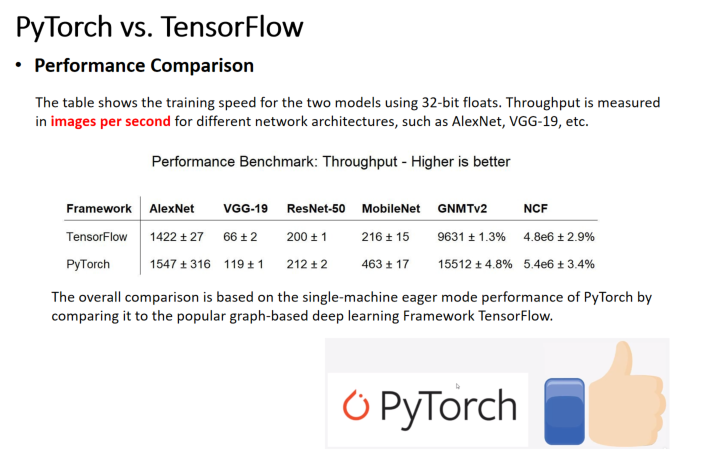 PyTorch vs. TensorFlow
• Performance Comparison
The table shows the training speed for the two models using 32-bit floats. Throughput is measured
in images per second for different network architectures, such as AlexNet, VGG-19, etc.
Performance Benchmark: Throughput - Higher is better
Framework AlexNet VGG-19 ResNet-50 MobileNet GNMTv2 NCF
TensorFlow 1422 ± 27 66 ± 2 200 ± 1 216 ± 15 9631 ± 1.3% 4.8e6 ± 2.9%
PyTorch 1547 ± 316 119 ± 1 212 ± 2 463 ± 17 15512 ± 4.8% 5.4e6 ± 3.4%
The overall comparison is based on the single-machine eager mode performance of PyTorch by
comparing it to the popular graph-based deep learning Framework TensorFlow.
PyTorch